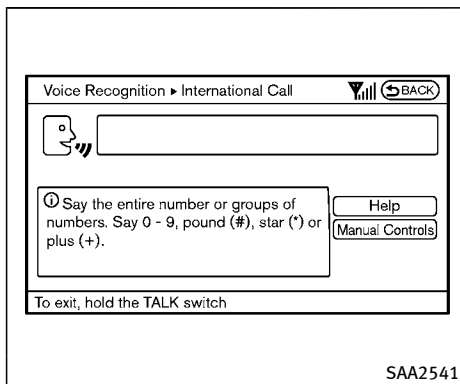 Voice Recognition ▸ International Call
BACK
ⓘ Say the entire number or groups of
numbers. Say 0 - 9, pound (#), star (*) or
plus (+).
Help
Manual Controls
To exit, hold the TALK switch
SAA2541